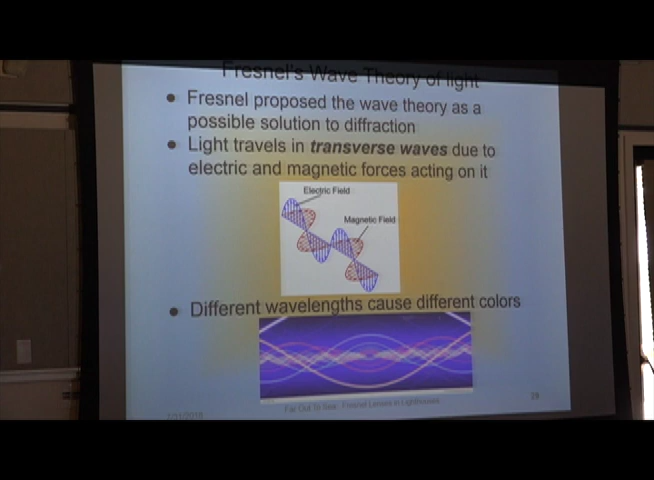 Fresnel's Wave Theory of light
• Fresnel proposed the wave theory as a
possible solution to diffraction
• Light travels in transverse waves due to
electric and magnetic forces acting on it
Electric Field
Magnetic Field
• Different wavelengths cause different colors
Far Out To Sea: Fresnel Lenses in Lighthouses
29